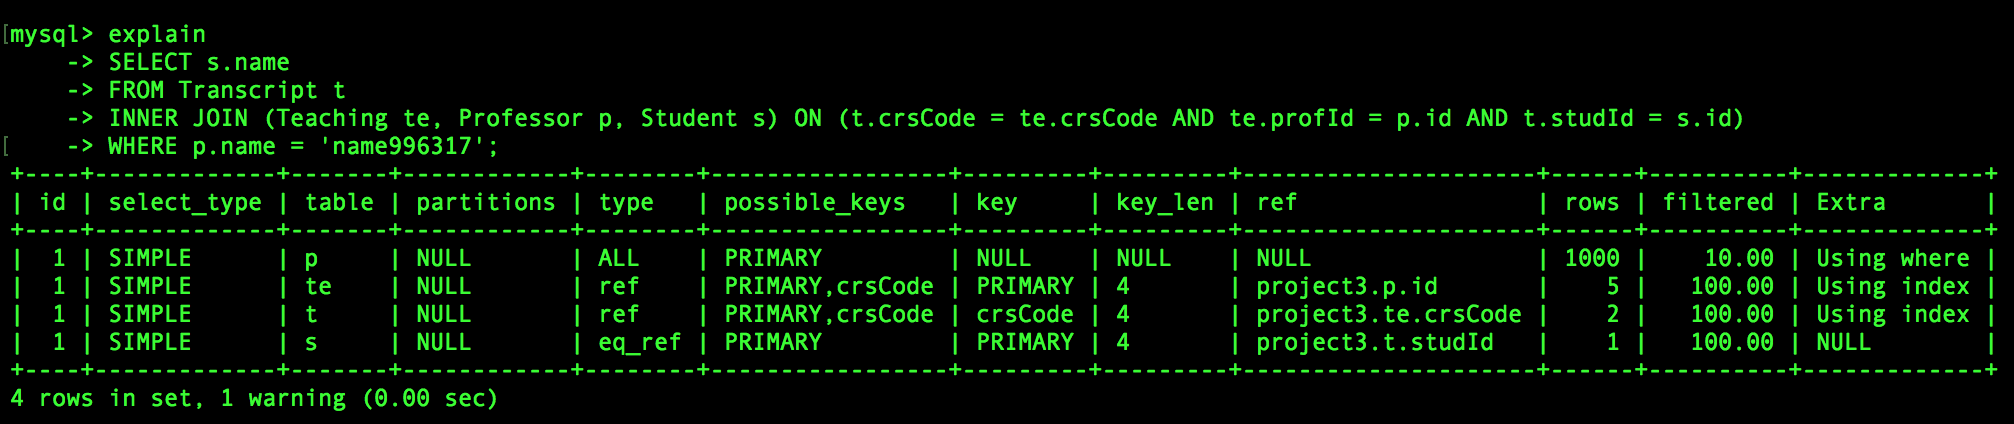 [mysql> explain
    -> SELECT s.name
    -> FROM Transcript t
    -> INNER JOIN (Teaching te, Professor p, Student s) ON (t.crsCode = te.crsCode AND te.profId = p.id AND t.studId = s.id)
[    -> WHERE p.name = 'name996317';
+----+-------------+-------+------------+--------+-----------------+---------+---------+---------------------+------+----------+-------------+
| id | select_type | table | partitions | type   | possible_keys   | key     | key_len | ref                 | rows | filtered | Extra       |
+----+-------------+-------+------------+--------+-----------------+---------+---------+---------------------+------+----------+-------------+
|  1 | SIMPLE      | p     | NULL       | ALL    | PRIMARY         | NULL    | NULL    | NULL                | 1000 |    10.00 | Using where |
|  1 | SIMPLE      | te    | NULL       | ref    | PRIMARY,crsCode | PRIMARY | 4       | project3.p.id       |    5 |   100.00 | Using index |
|  1 | SIMPLE      | t     | NULL       | ref    | PRIMARY,crsCode | crsCode | 4       | project3.te.crsCode |    2 |   100.00 | Using index |
|  1 | SIMPLE      | s     | NULL       | eq_ref | PRIMARY         | PRIMARY | 4       | project3.t.studId   |    1 |   100.00 | NULL        |
+----+-------------+-------+------------+--------+-----------------+---------+---------+---------------------+------+----------+-------------+
4 rows in set, 1 warning (0.00 sec)